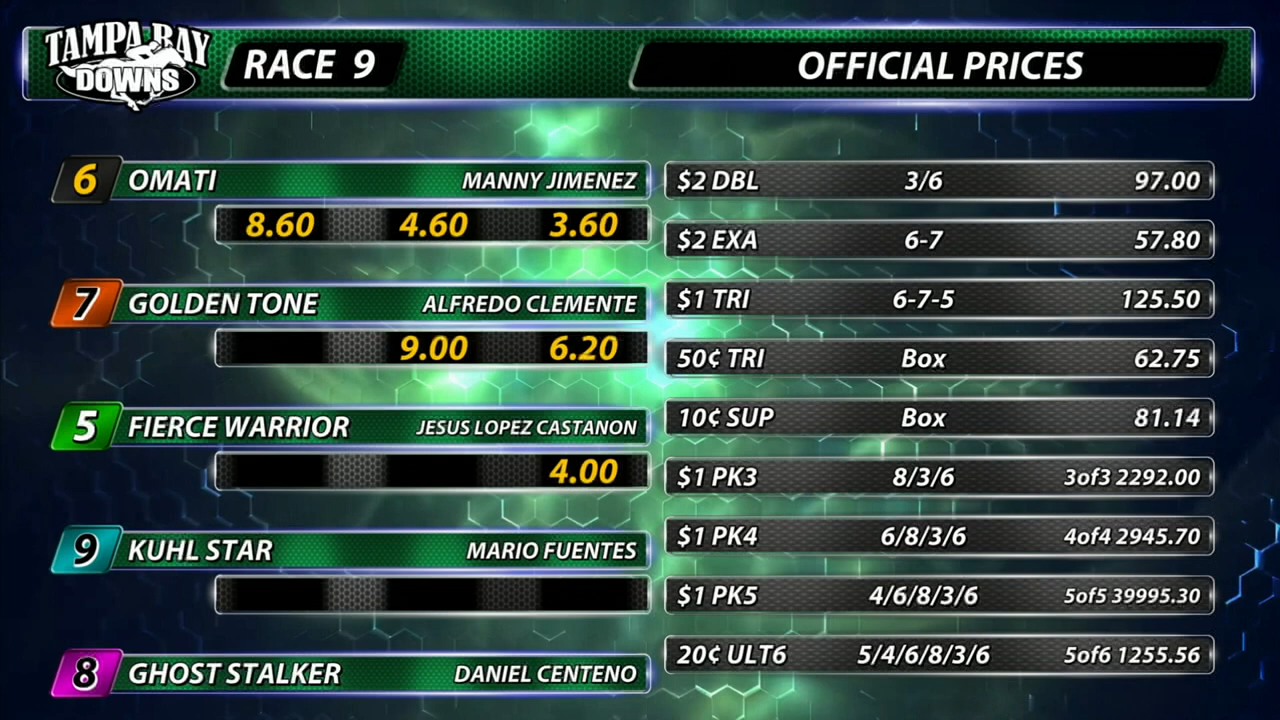 TAMPA BAY
DOWNS
RACE 9
OFFICIAL PRICES
6 OMATI MANNY JIMENEZ
8.60 4.60 3.60
7 GOLDEN TONE ALFREDO CLEMENTE
9.00 6.20
5 FIERCE WARRIOR JESUS LOPEZ CASTANON
4.00
9 KUHL STAR MARIO FUENTES
8 GHOST STALKER DANIEL CENTENO
$2 DBL 3/6 97.00
$2 EXA 6-7 57.80
$1 TRI 6-7-5 125.50
50¢ TRI Box 62.75
10¢ SUP Box 81.14
$1 PK3 8/3/6 3of3 2292.00
$1 PK4 6/8/3/6 4of4 2945.70
$1 PK5 4/6/8/3/6 5of5 39995.30
20¢ ULT6 5/4/6/8/3/6 5of6 1255.56